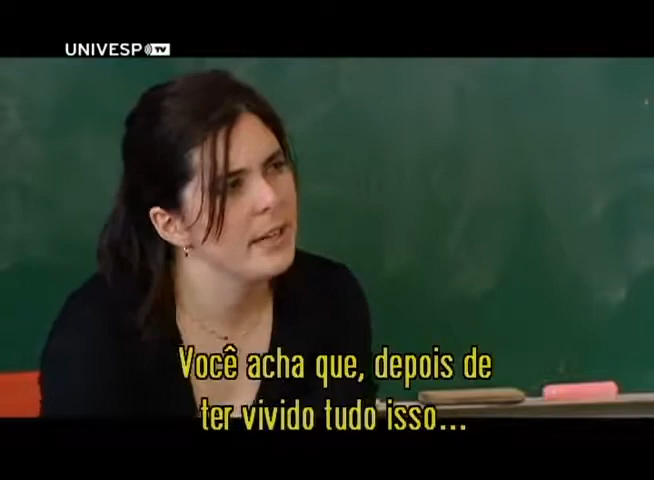 UNIVESP TV
Você acha que, depois de
ter vivido tudo isso...